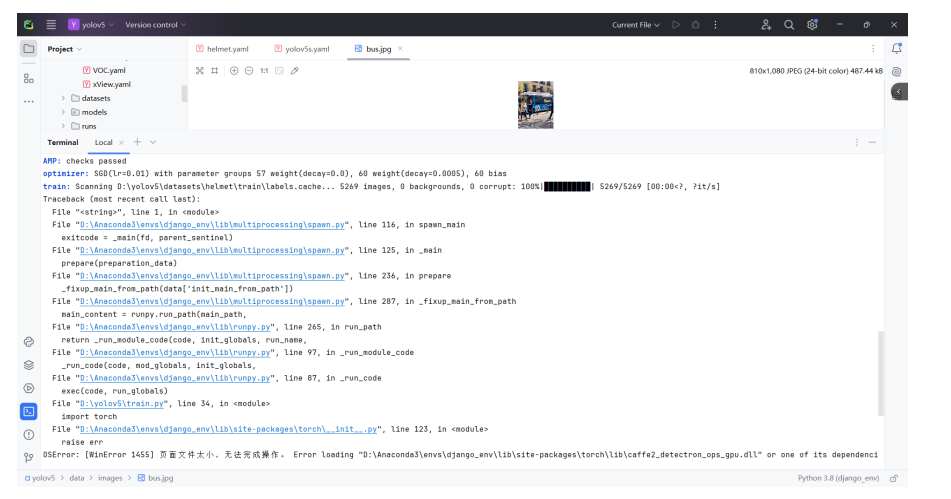 Y yolov5 Version control Current File
Project
helmet.yaml yolov5s.yaml bus.jpg
VOC.yaml
xView.yaml
datasets
models
runs
1:1
810x1,080 JPEG (24-bit color) 487.44 kB
Terminal Local
AMP: checks passed
optimizer: SGD(lr=0.01) with parameter groups 57 weight(decay=0.0), 60 weight(decay=0.0005), 60 bias
train: Scanning D:\yolov5\datasets\helmet\train\labels.cache... 5269 images, 0 backgrounds, 0 corrupt: 100%|██████████| 5269/5269 [00:00<?, ?it/s]
Traceback (most recent call last):
File "<string>", line 1, in <module>
File "D:\Anaconda3\envs\django_env\lib\multiprocessing\spawn.py", line 116, in spawn_main
exitcode = _main(fd, parent_sentinel)
File "D:\Anaconda3\envs\django_env\lib\multiprocessing\spawn.py", line 125, in _main
prepare(preparation_data)
File "D:\Anaconda3\envs\django_env\lib\multiprocessing\spawn.py", line 236, in prepare
_fixup_main_from_path(data['init_main_from_path'])
File "D:\Anaconda3\envs\django_env\lib\multiprocessing\spawn.py", line 287, in _fixup_main_from_path
main_content = runpy.run_path(main_path,
File "D:\Anaconda3\envs\django_env\lib\runpy.py", line 265, in run_path
return _run_module_code(code, init_globals, run_name,
File "D:\Anaconda3\envs\django_env\lib\runpy.py", line 97, in _run_module_code
_run_code(code, mod_globals, init_globals,
File "D:\Anaconda3\envs\django_env\lib\runpy.py", line 87, in _run_code
exec(code, run_globals)
File "D:\yolov5\train.py", line 34, in <module>
import torch
File "D:\Anaconda3\envs\django_env\lib\site-packages\torch\__init__.py", line 123, in <module>
raise err
OSError: [WinError 1455] 页面文件太小，无法完成操作。 Error loading "D:\Anaconda3\envs\django_env\lib\site-packages\torch\lib\caffe2_detectron_ops_gpu.dll" or one of its dependenci
yolov5 > data > images > bus.jpg Python 3.8 (django_env)